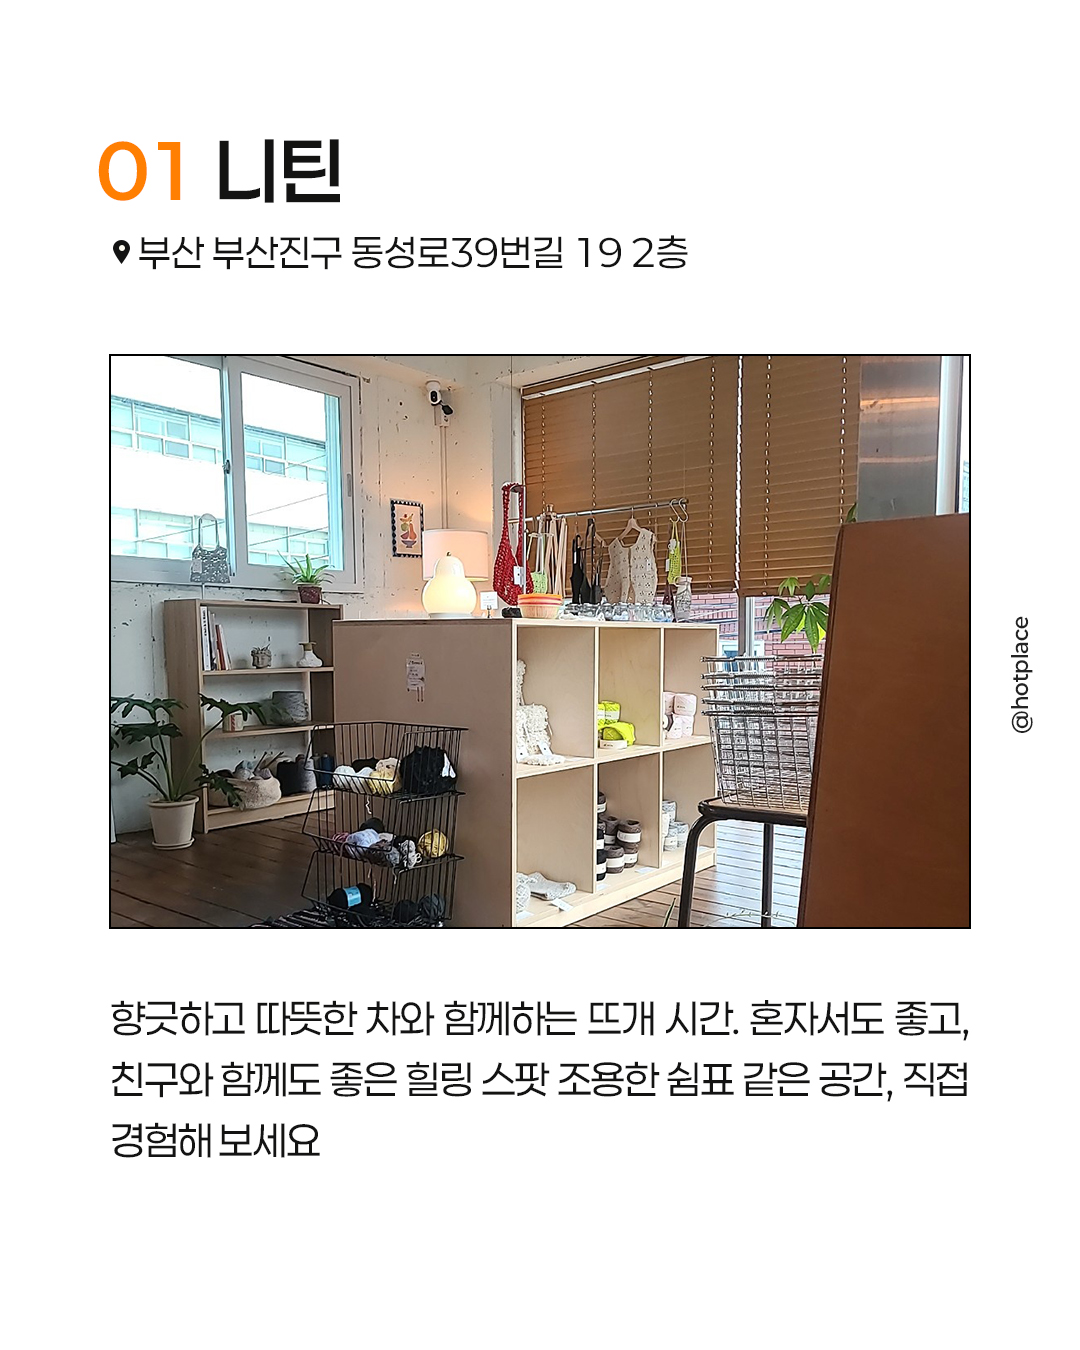 01 니틴
부산 부산진구 동성로39번길 19 2층
@hotplace
향긋하고 따뜻한 차와 함께하는 뜨개 시간. 혼자서도 좋고,
친구와 함께도 좋은 힐링 스팟 조용한 쉼표 같은 공간, 직접
경험해 보세요